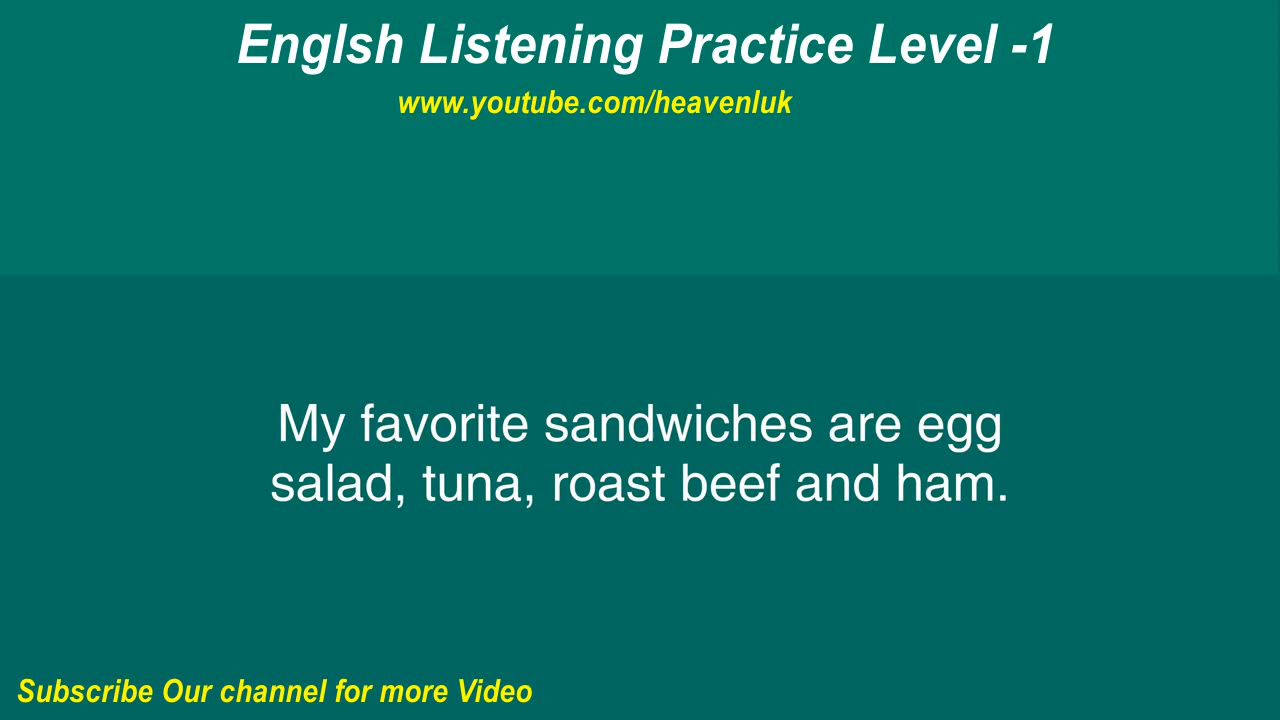 Englsh Listening Practice Level -1
www.youtube.com/heavenluk
My favorite sandwiches are egg
salad, tuna, roast beef and ham.
Subscribe Our channel for more Video